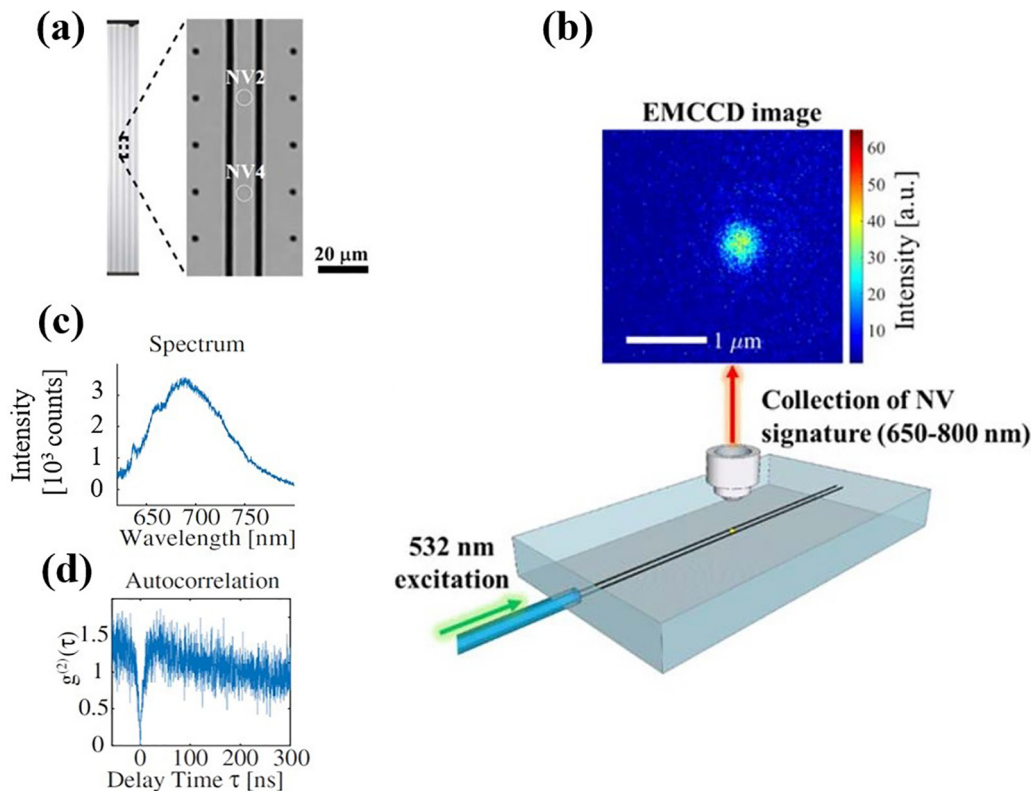 (a)
NV2
NV4
20 μm
(b)
EMCCD image
60
50
40
30
20
10
Intensity [a.u.]
1 μm
Collection of NV
signature (650-800 nm)
532 nm
excitation
(c)
Spectrum
3
2
1
0
Intensity
[10³ counts]
650 700 750
Wavelength [nm]
(d)
Autocorrelation
1.5
1
0.5
0
g⁽²⁾(τ)
0 100 200 300
Delay Time τ [ns]